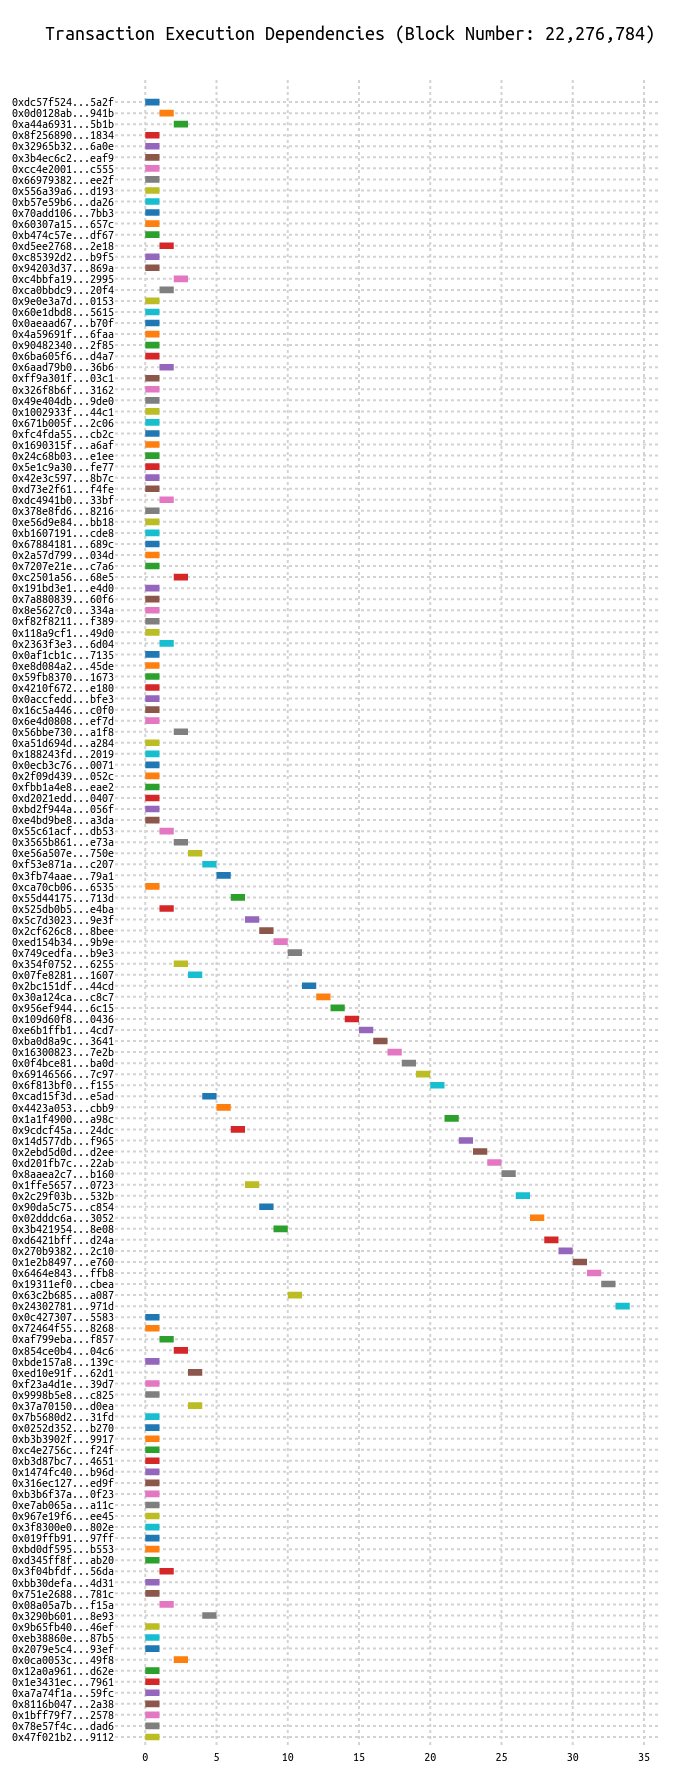 Transaction Execution Dependencies (Block Number: 22,276,784)
0xdc57f524...5a2f
0x0d0128ab...941b
0xa44a6931...5b1b
0x8f256890...1834
0x32965b32...6a0e
0x3b4ec6c2...eaf9
0xcc4e2001...c555
0x66979382...ee2f
0x556a39a6...d193
0xb57e59b6...da26
0x70add106...7bb3
0x60307a15...657c
0xb474c57e...df67
0xd5ee2768...2e18
0xc85392d2...b9f5
0x94203d37...869a
0xc4bbfa19...2995
0xca0bbdc9...20f4
0x9e0e3a7d...0153
0x60e1dbd8...5615
0x0aeaad67...b70f
0x4a59691f...6faa
0x90482340...2f85
0x6ba605f6...d4a7
0x6aad79b0...36b6
0xff9a301f...03c1
0x326f8b6f...3162
0x49e404db...9de0
0x1002933f...44c1
0x671b005f...2c06
0xfc4fda55...cb2c
0x1690315f...a6af
0x24c68b03...e1ee
0x5e1c9a30...fe77
0x42e3c597...8b7c
0xd73e2f61...f4fe
0xdc4941b0...33bf
0x378e8fd6...8216
0xe56d9e84...bb18
0xb1607191...cde8
0x67884181...689c
0x2a57d799...034d
0x7207e21e...c7a6
0xc2501a56...68e5
0x191bd3e1...e4d0
0x7a880839...60f6
0x8e5627c0...334a
0xf82f8211...f389
0x118a9cf1...49d0
0x2363f3e3...6d04
0x0af1cb1c...7135
0xe8d084a2...45de
0x59fb8370...1673
0x4210f672...e180
0x0accfedd...bfe3
0x16c5a446...c0f0
0x6e4d0808...ef7d
0x56bbe730...a1f8
0xa51d694d...a284
0x188243fd...2019
0x0ecb3c76...0071
0x2f09d439...052c
0xfbb1a4e8...eae2
0xd2021edd...0407
0xbd2f944a...056f
0xe4bd9be8...a3da
0x55c61acf...db53
0x3565b861...e73a
0xe56a507e...750e
0xf53e871a...c207
0x3fb74aae...79a1
0xca70cb06...6535
0x55d44175...713d
0x525db0b5...e4ba
0x5c7d3023...9e3f
0x2cf626c8...8bee
0xed154b34...9b9e
0x749cedfa...b9e3
0x354f0752...6255
0x07fe8281...1607
0x2bc151df...44cd
0x30a124ca...c8c7
0x956ef944...6c15
0x109d60f8...0436
0xe6b1ffb1...4cd7
0xba0d8a9c...3641
0x16300823...7e2b
0x0f4bce81...ba0d
0x69146566...7c97
0x6f813bf0...f155
0xcad15f3d...e5ad
0x4423a053...cbb9
0x1a1f4900...a98c
0x9cdcf45a...24dc
0x14d577db...f965
0x2ebd5d0d...d2ee
0xd201fb7c...22ab
0x8aaea2c7...b160
0x1ffe5657...0723
0x2c29f03b...532b
0x90da5c75...c854
0x02dddc6a...3052
0x3b421954...8e08
0xd6421bff...d24a
0x270b9382...2c10
0x1e2b8497...e760
0x6464e843...ffb8
0x19311ef0...cbea
0x63c2b685...a087
0x24302781...971d
0x0c427307...5583
0x72464f55...8268
0xaf799eba...f857
0x854ce0b4...04c6
0xbde157a8...139c
0xed10e91f...62d1
0xf23a4d1e...39d7
0x9998b5e8...c825
0x37a70150...d0ea
0x7b5680d2...31fd
0x0252d352...b270
0xb3b3902f...9917
0xc4e2756c...f24f
0xb3d87bc7...4651
0x1474fc40...b96d
0x316ec127...ed9f
0xb3b6f37a...0f23
0xe7ab065a...a11c
0x967e19f6...ee45
0x3f8300e0...802e
0x019ffb91...97ff
0xbd0df595...b553
0xd345ff8f...ab20
0x3f04bfdf...56da
0xbb30defa...4d31
0x751e2688...781c
0x08a05a7b...f15a
0x3290b601...8e93
0x9b65fb40...46ef
0xeb38860e...87b5
0x2079e5c4...93ef
0x0ca0053c...49f8
0x12a0a961...d62e
0x1e3431ec...7961
0xa7a74f1a...59fc
0x8116b047...2a38
0x1bff79f7...2578
0x78e57f4c...dad6
0x47f021b2...9112
0 5 10 15 20 25 30 35